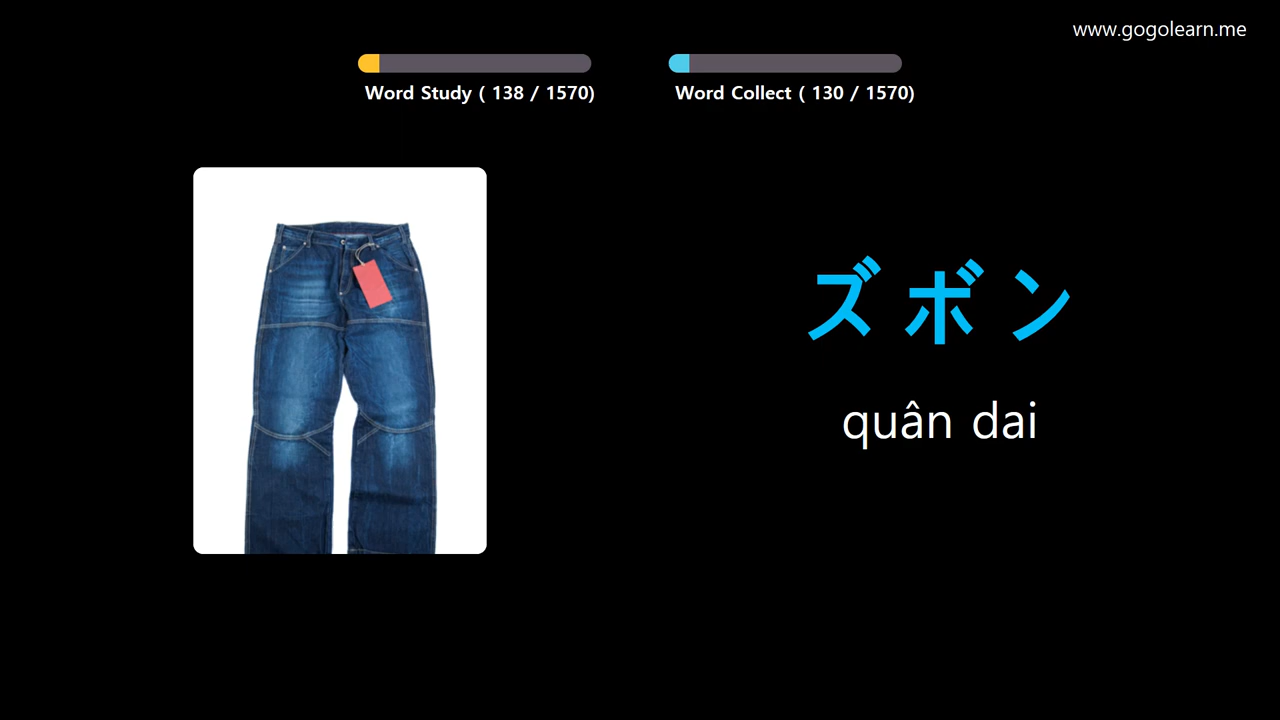 www.gogolearn.me
Word Study ( 138 / 1570)
Word Collect ( 130 / 1570)
ズボン
quân dai